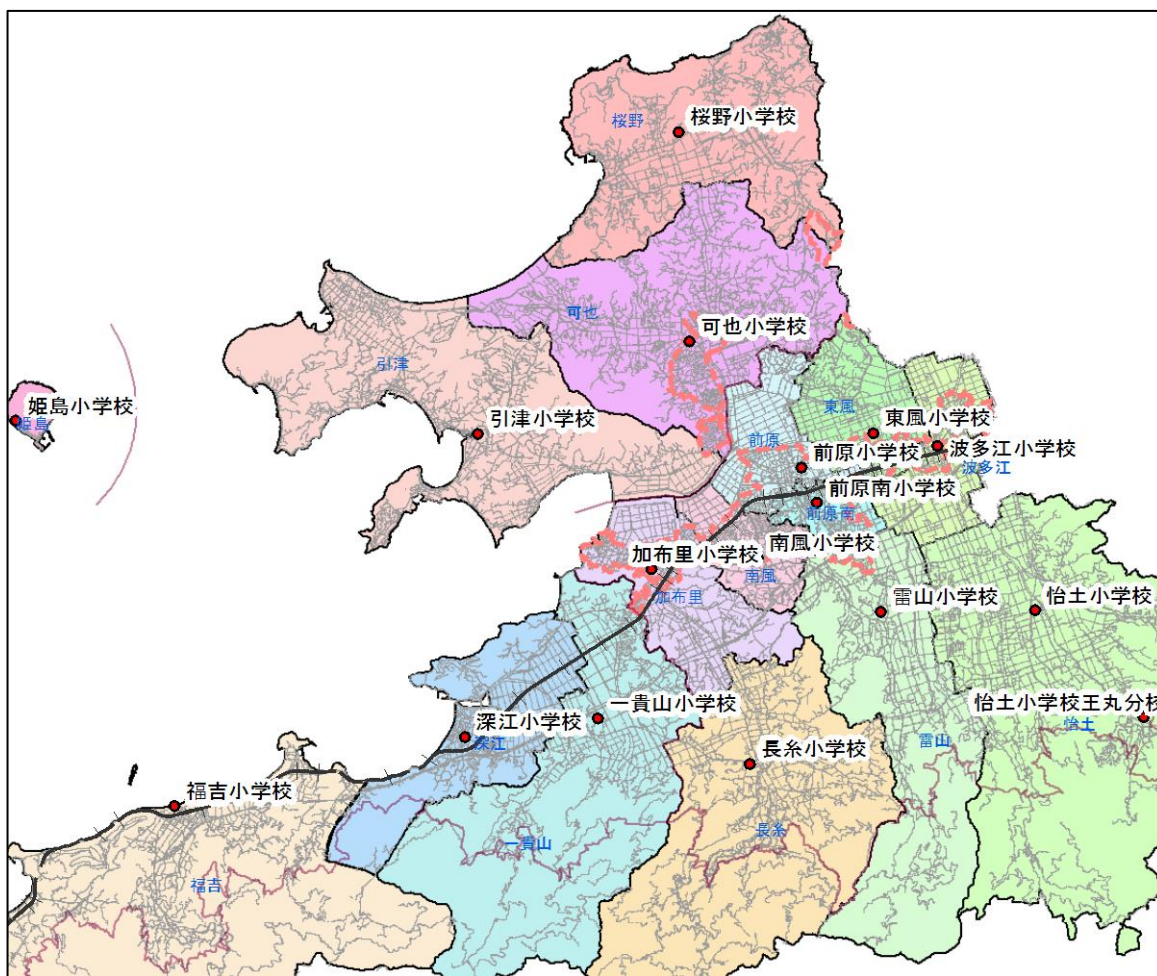 桜野小学校
桜野
可也
可也小学校
引津
姫島小学校
姫島
引津小学校
東風
東風小学校
前原
波多江小学校
前原小学校
波多江
前原南小学校
前原南
南風小学校
加布里小学校
南風
加布里
雷山小学校
怡土小学校
一貴山小学校
怡土小学校王丸分校
怡土
深江小学校
深江
雷山
長糸小学校
福吉小学校
長糸
一貴山
福吉